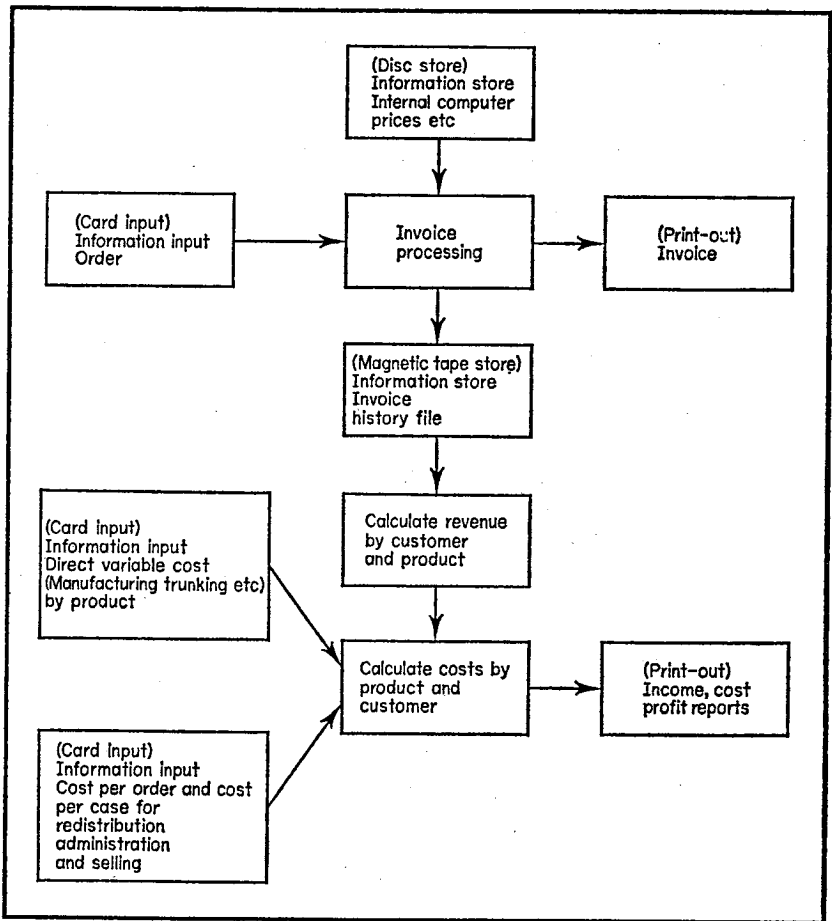 (Disc store)
Information store
Internal computer
prices etc
(Card input)
Information input
Order
Invoice
processing
(Print-out)
Invoice
(Magnetic tape store)
Information store
Invoice
history file
(Card input)
Information input
Direct variable cost
(Manufacturing trunking etc)
by product
Calculate revenue
by customer
and product
Calculate costs by
product and
customer
(Print-out)
Income, cost
profit reports
(Card input)
Information input
Cost per order and cost
per case for
redistribution
administration
and selling